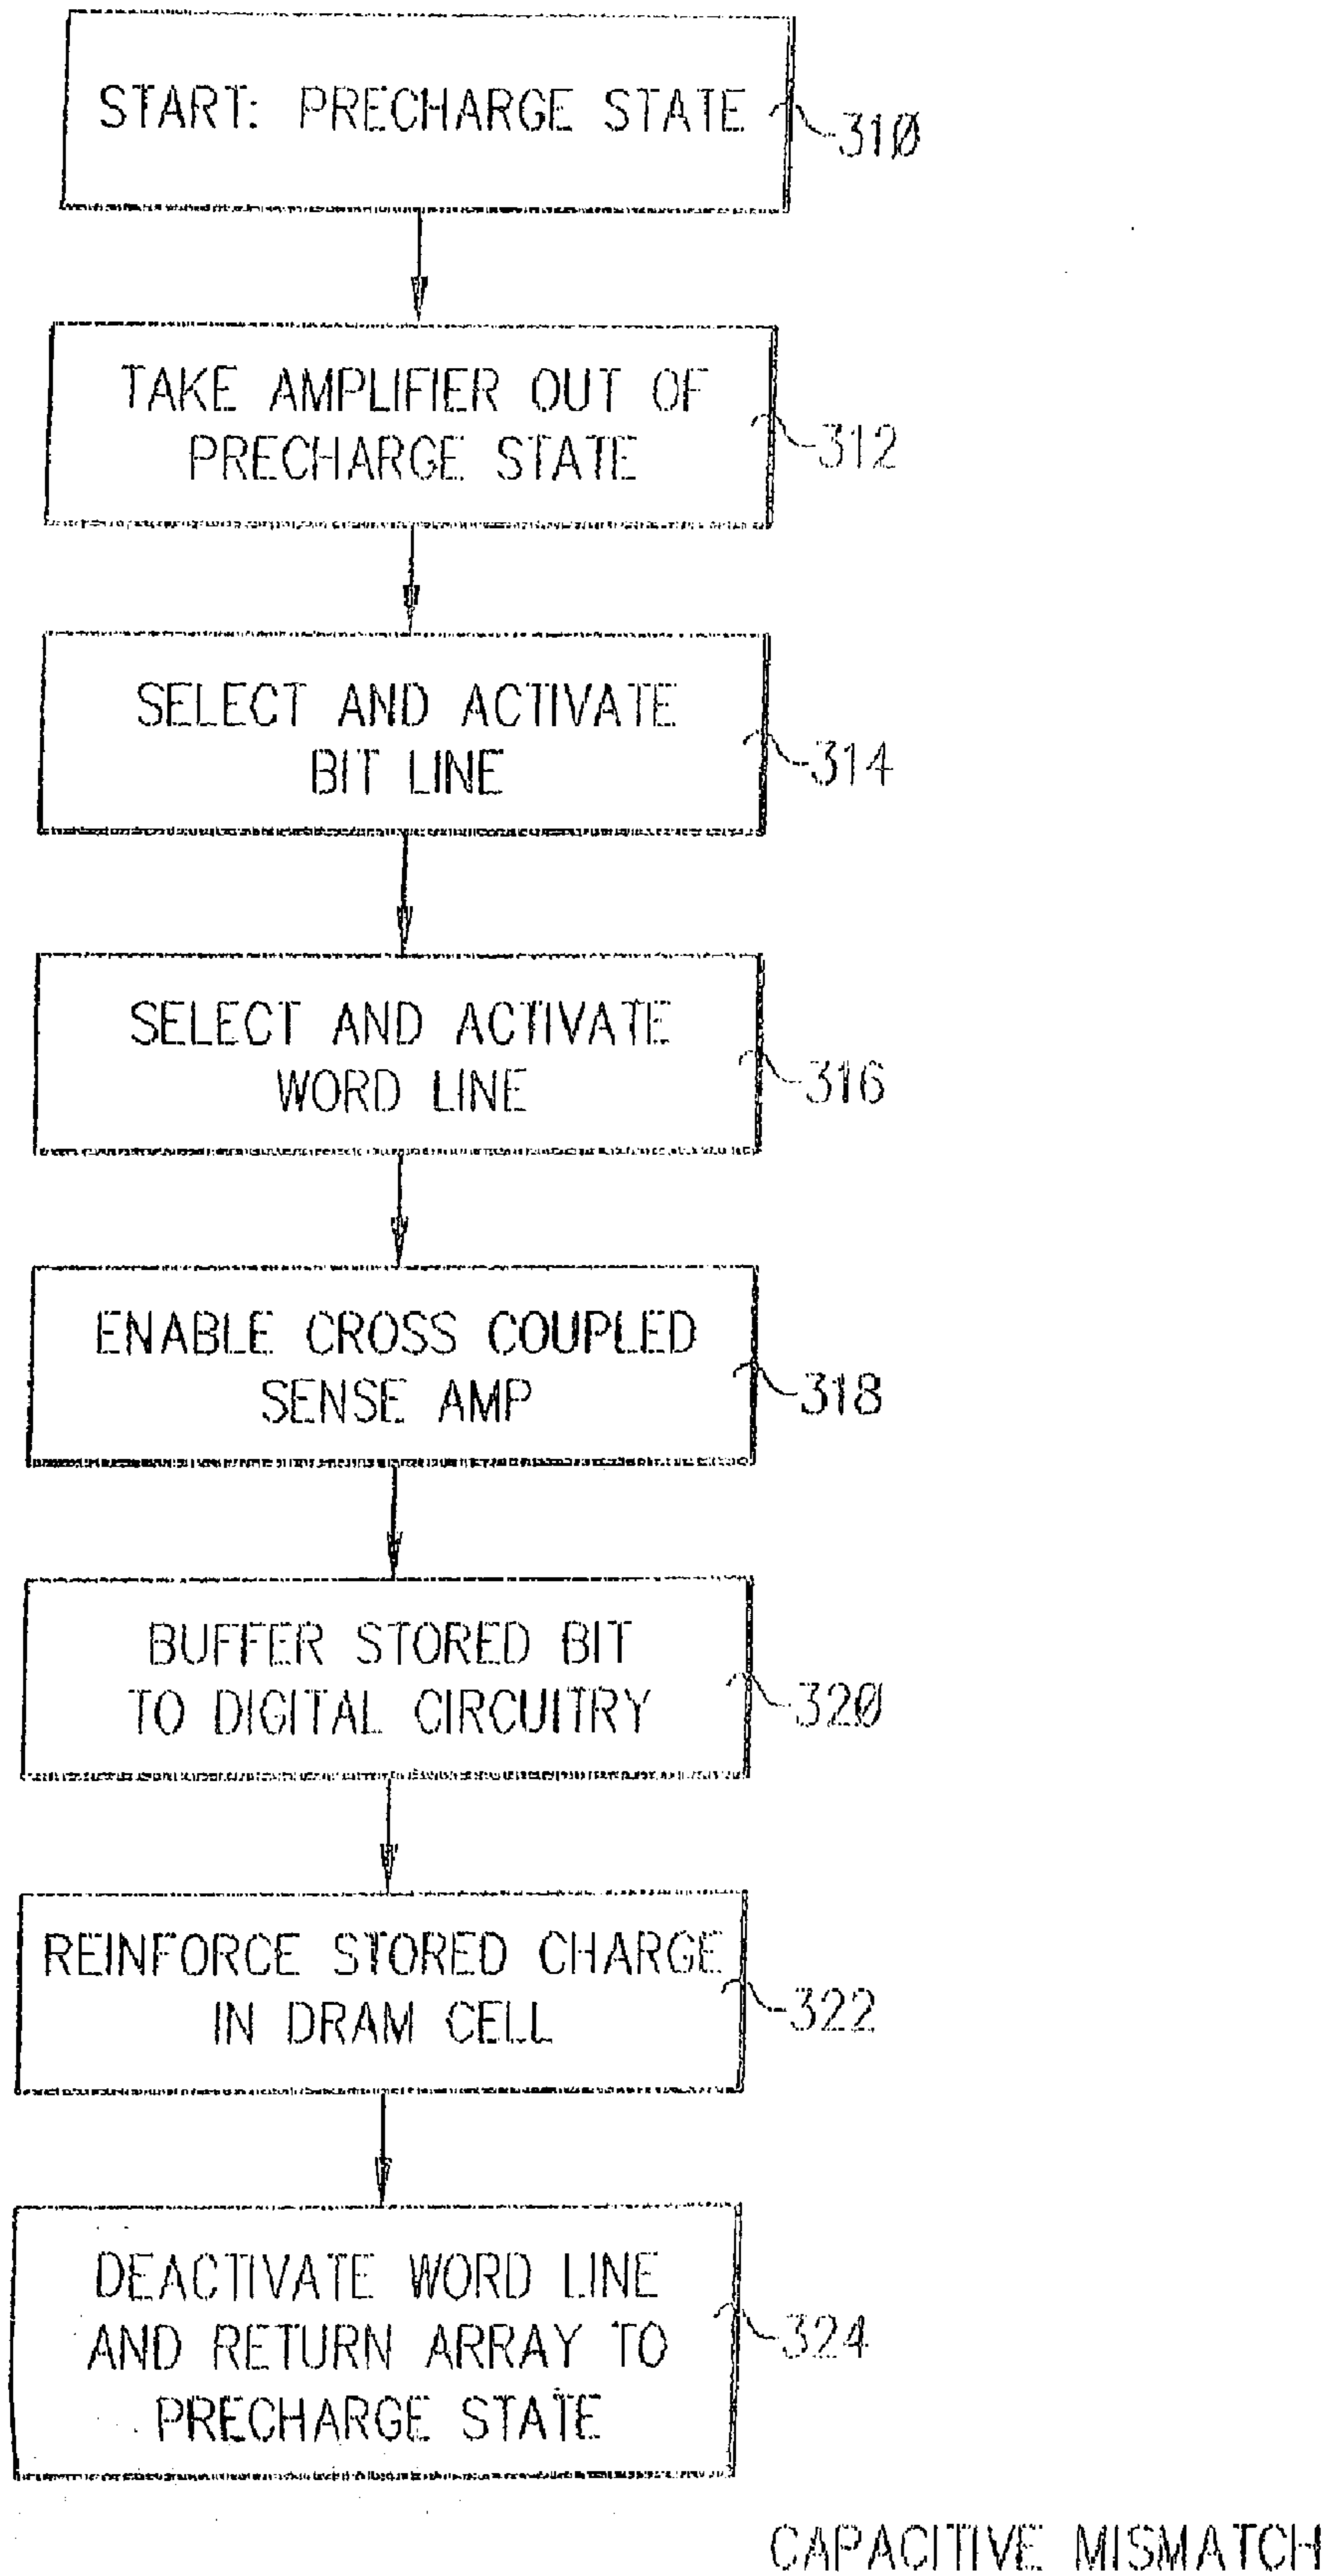 START: PRECHARGE STATE
310
TAKE AMPLIFIER OUT OF
PRECHARGE STATE
312
SELECT AND ACTIVATE
BIT LINE
314
SELECT AND ACTIVATE
WORD LINE
316
ENABLE CROSS COUPLED
SENSE AMP
318
BUFFER STORED BIT
TO DIGITAL CIRCUITRY
320
REINFORCE STORED CHARGE
IN DRAM CELL
322
DEACTIVATE WORD LINE
AND RETURN ARRAY TO
PRECHARGE STATE
324
CAPACITIVE MISMATCH